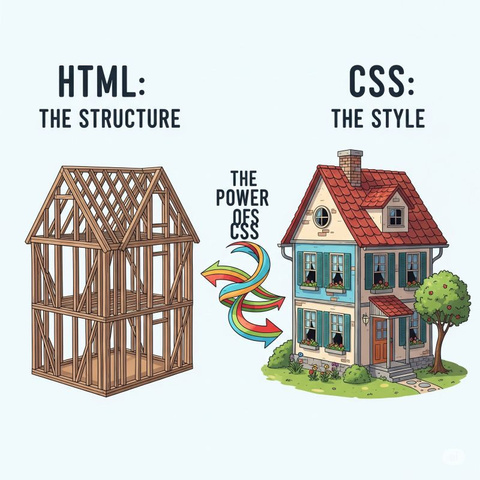 HTML:
THE STRUCTURE
THE
POWER
OFS
CSS
CSS:
THE STYLE